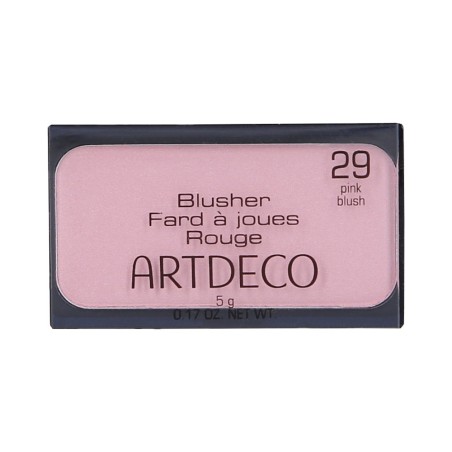 29
pink
blush
Blusher
Fard à joues
Rouge
ARTDECO
5 g
0.17 OZ. NET WT